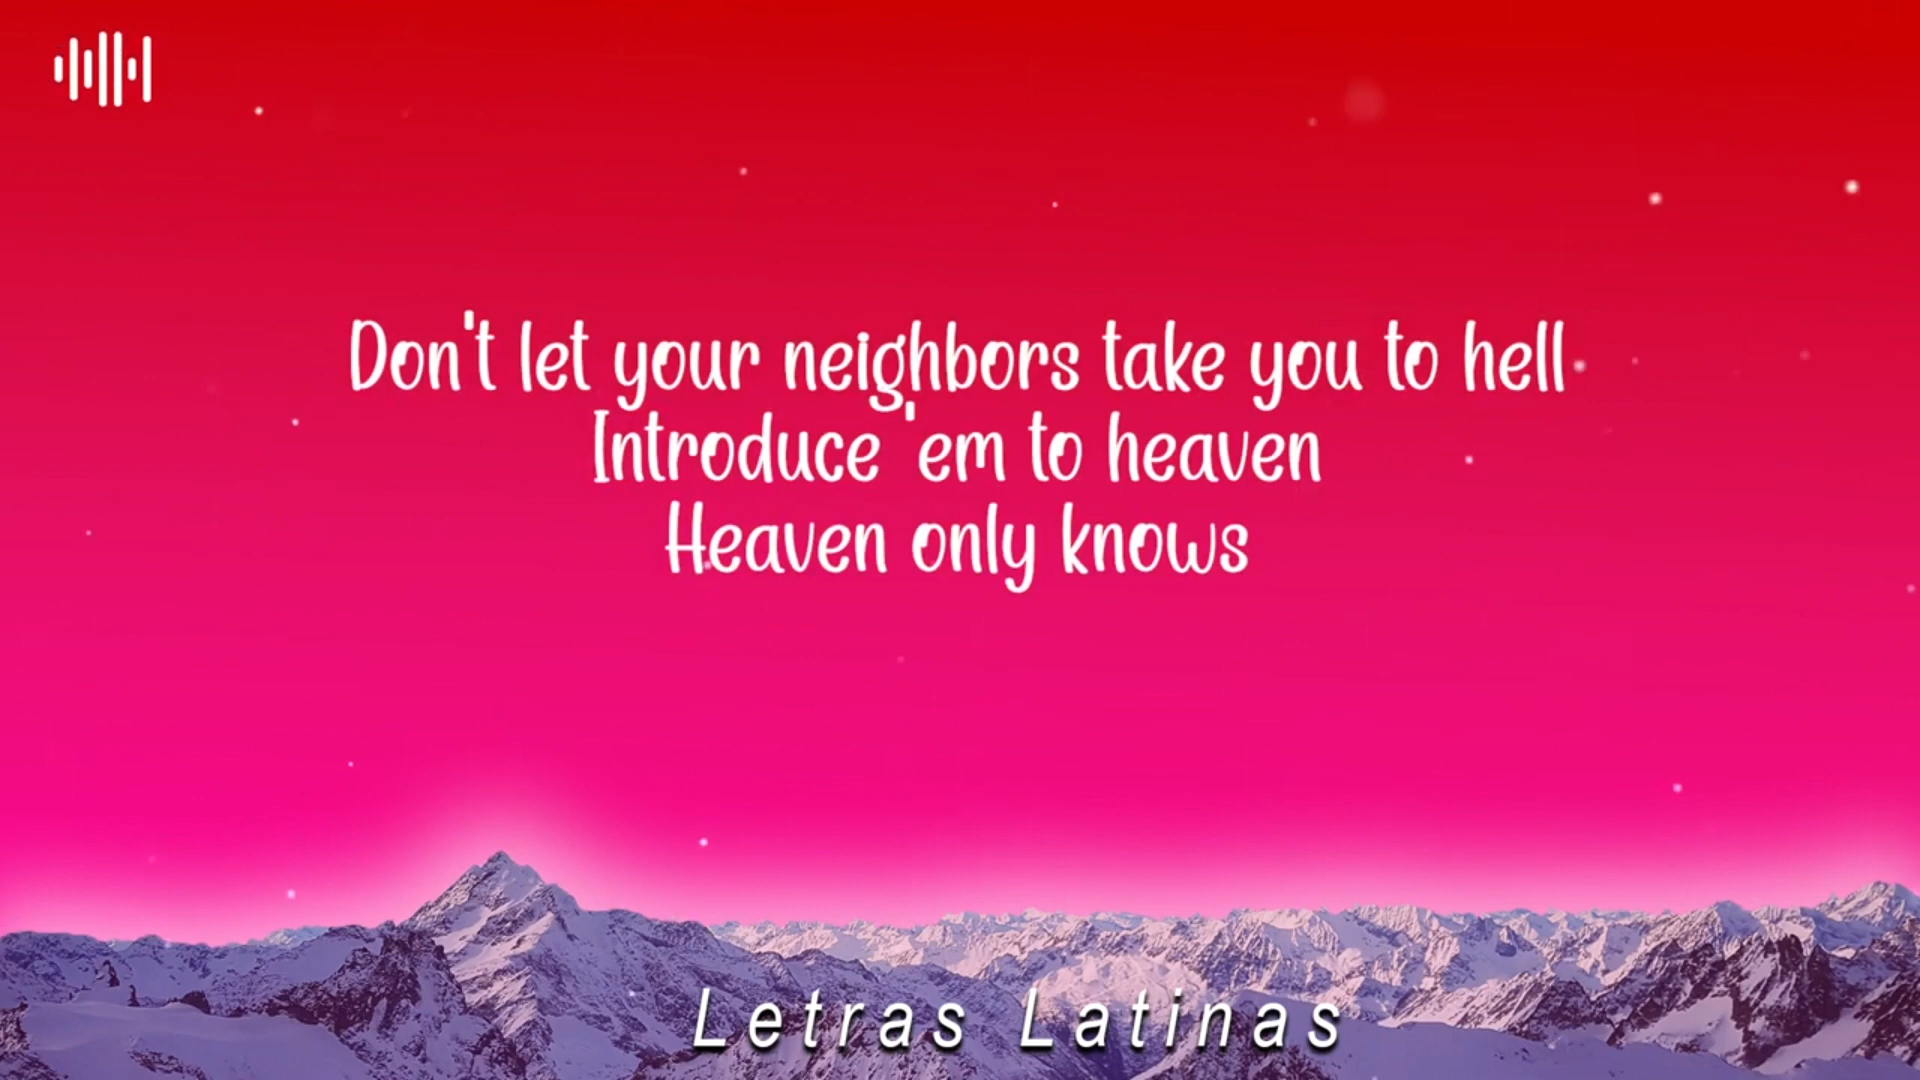 Don't let your neighbors take you to hell
Introduce 'em to heaven
Heaven only knows
Letras Latinas